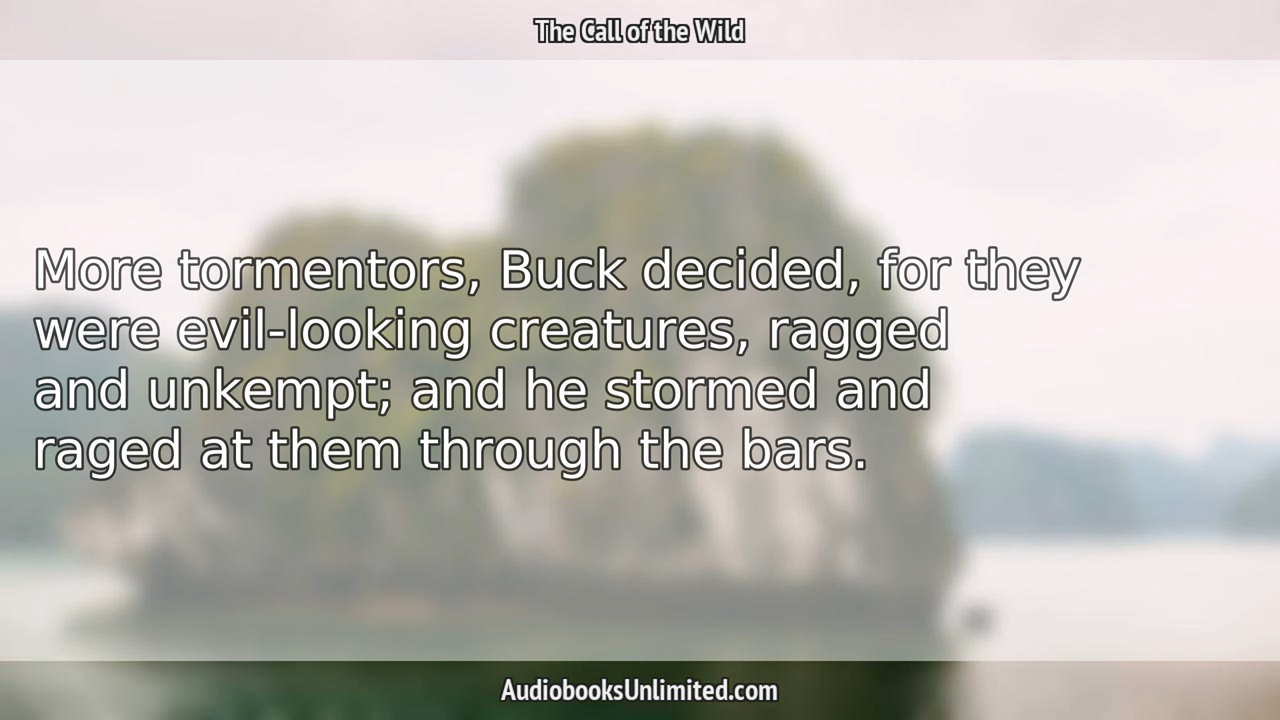 The Call of the Wild
More tormentors, Buck decided, for they
were evil-looking creatures, ragged
and unkempt; and he stormed and
raged at them through the bars.
AudiobooksUnlimited.com